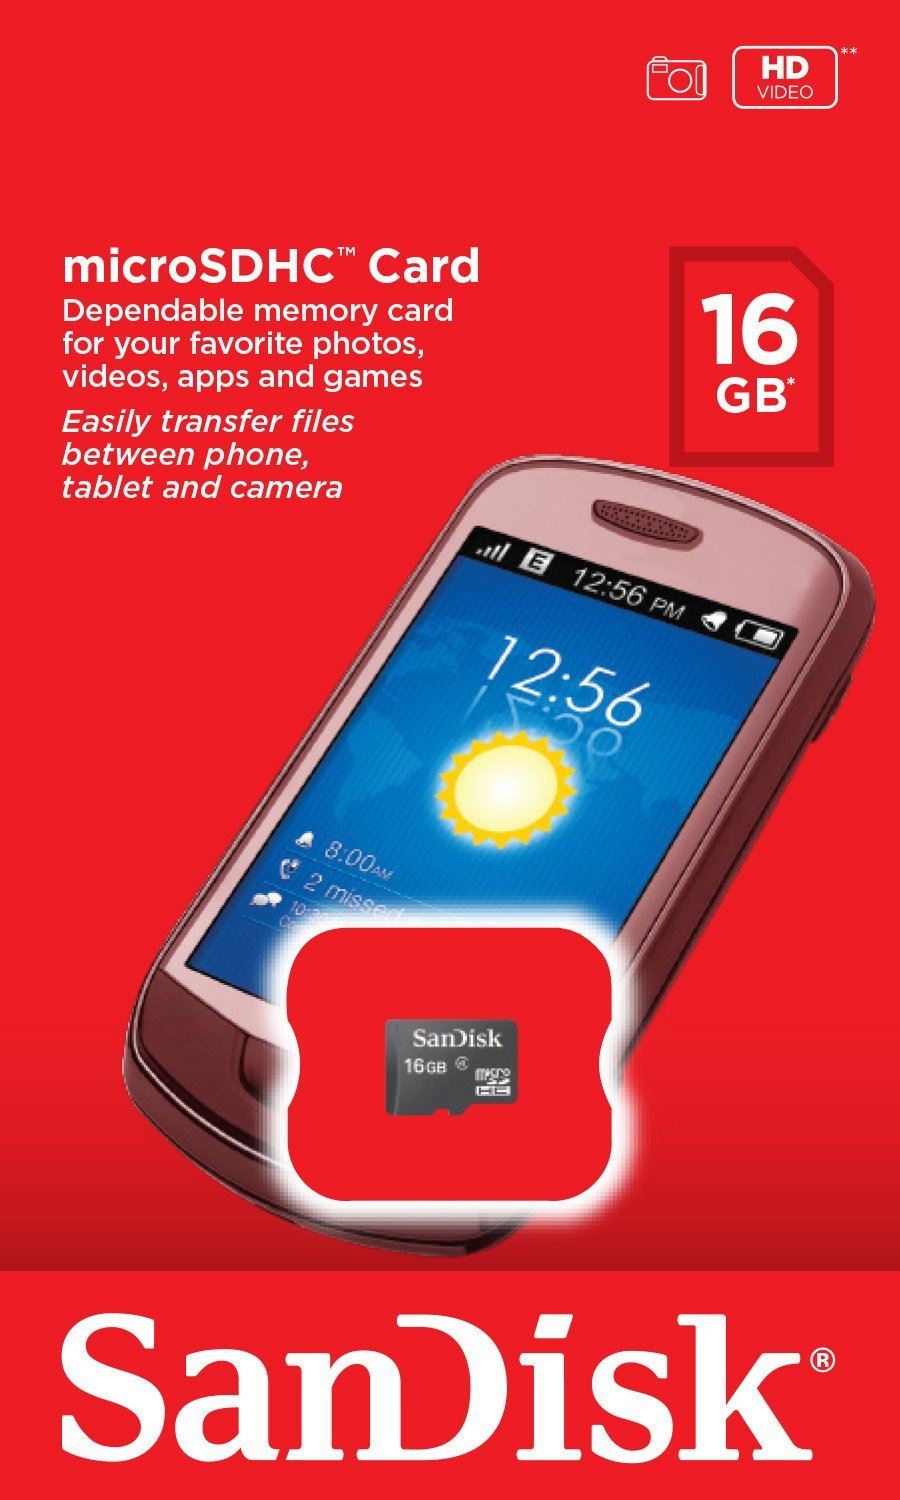 HD**
VIDEO
microSDHC™ Card
Dependable memory card
for your favorite photos,
videos, apps and games
Easily transfer files
between phone,
tablet and camera
16
GB*
E 12:56 PM
12:56
8:00AM
2 missed
SanDisk
16GB 4
micro
HC
SanDisk®